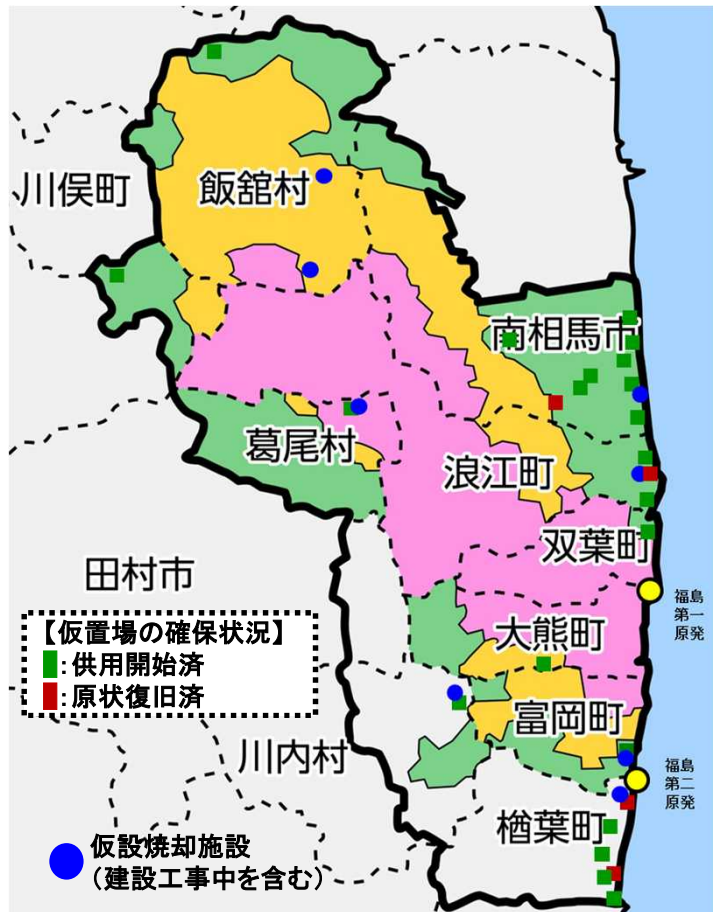 川俣町
飯舘村
南相馬市
葛尾村
浪江町
双葉町
田村市
福島
第一
原発
大熊町
【仮置場の確保状況】
:供用開始済
:原状復旧済
富岡町
川内村
福島
第二
原発
楢葉町
仮設焼却施設
(建設工事中を含む)